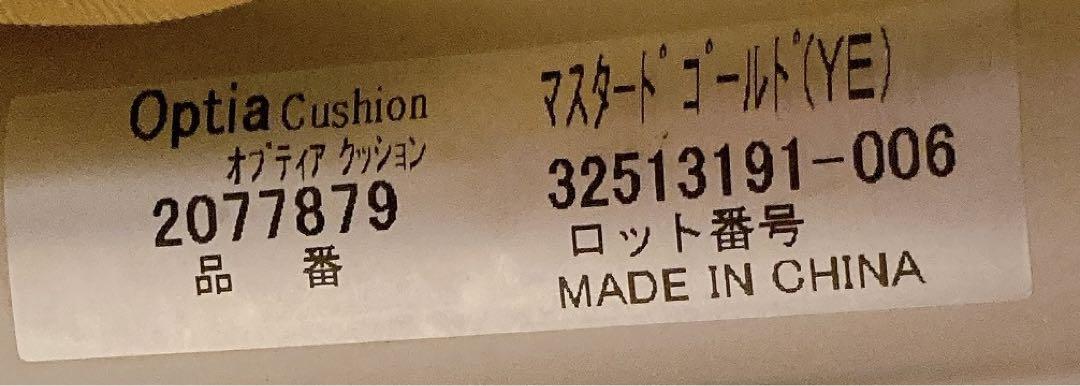 Optia Cushion
オプティア クッション
2077879
品 番
マスタード ゴールド(YE)
32513191-006
ロット番号
MADE IN CHINA